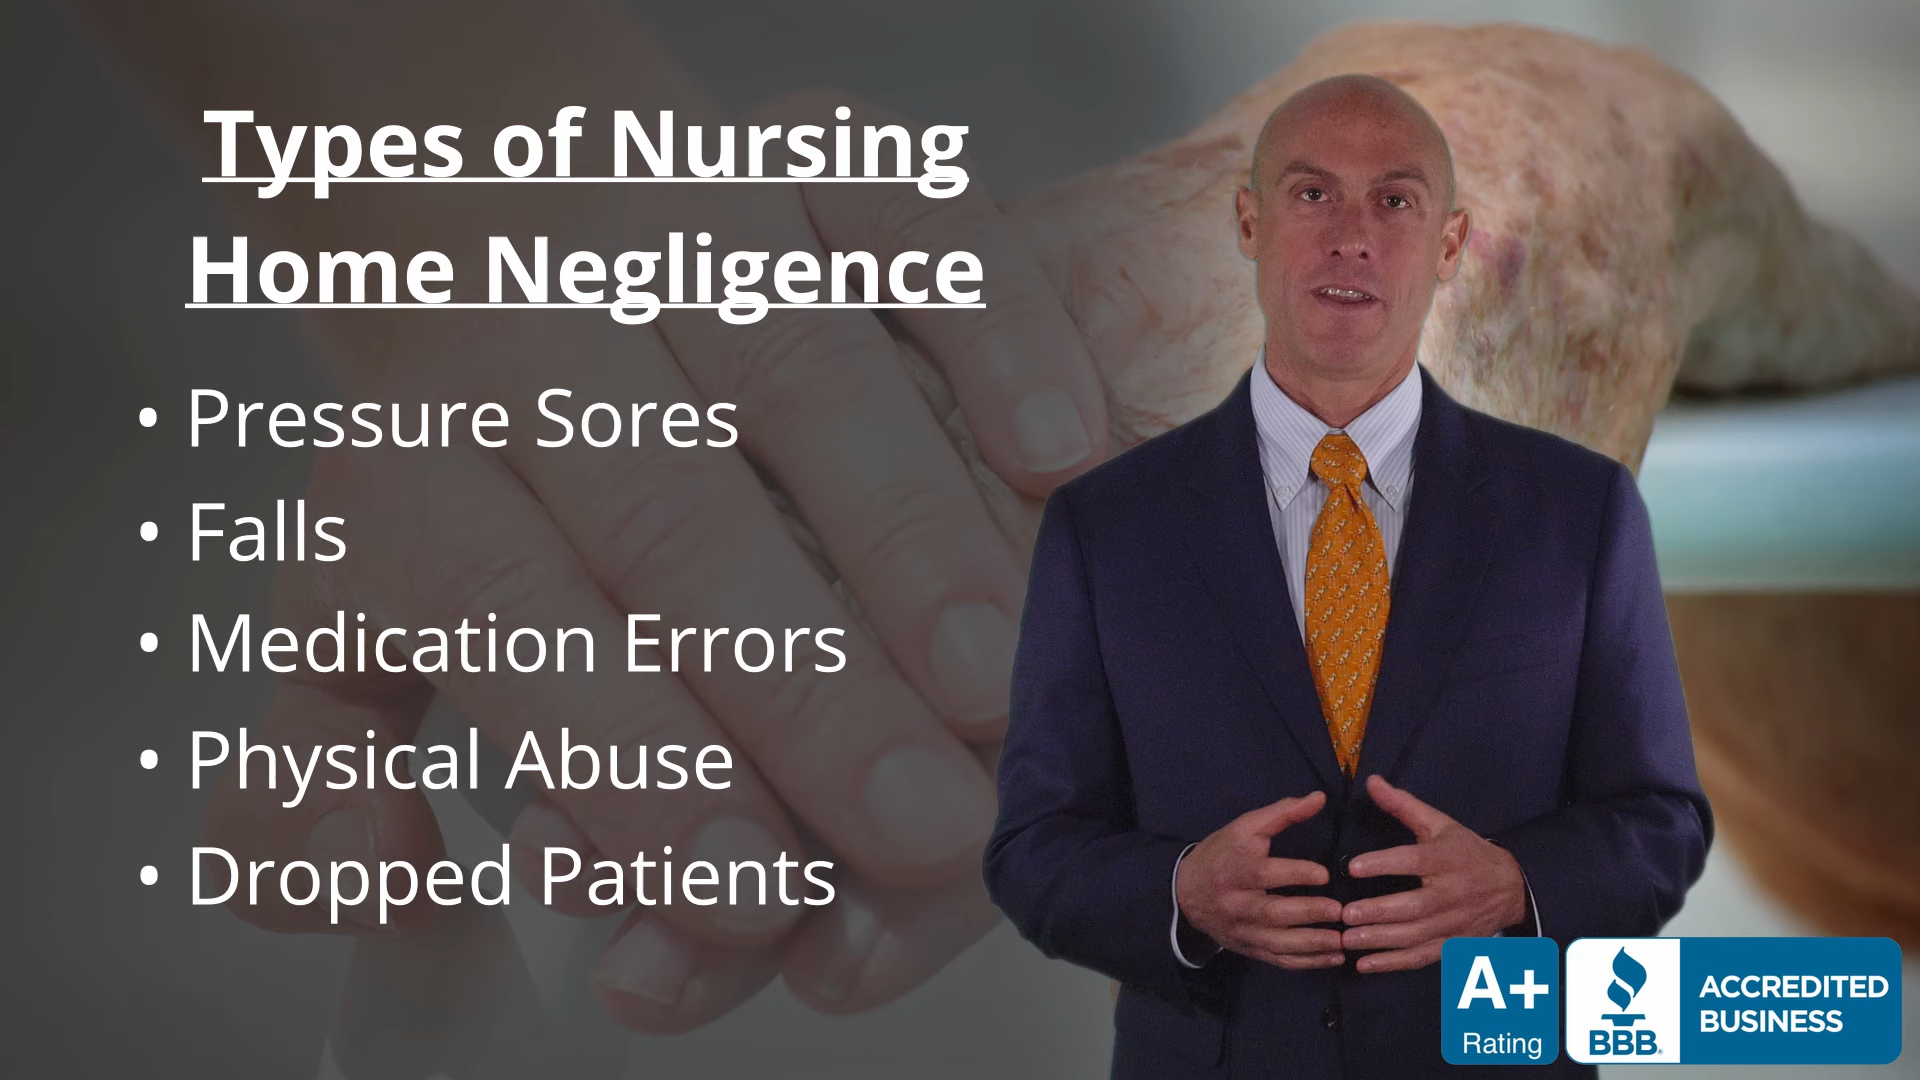 Types of Nursing
Home Negligence
• Pressure Sores
• Falls
• Medication Errors
• Physical Abuse
• Dropped Patients
A+
Rating
BBB®
ACCREDITED
BUSINESS